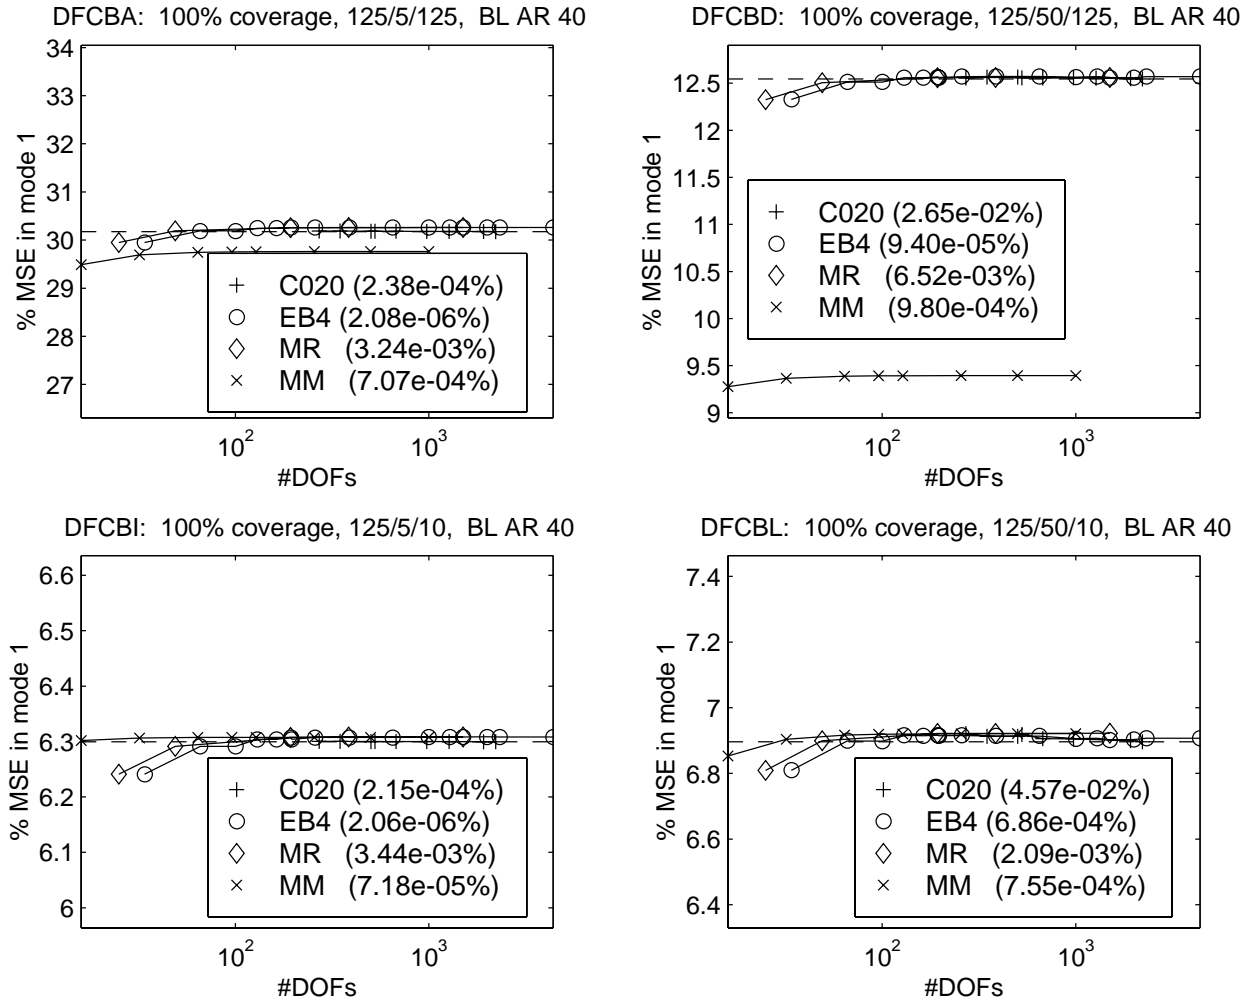 DFCBA: 100% coverage, 125/5/125, BL AR 40
% MSE in mode 1
34
33
32
31
30
29
28
27
C020 (2.38e-04%)
EB4 (2.08e-06%)
MR (3.24e-03%)
MM (7.07e-04%)
10^2
10^3
#DOFs
DFCBD: 100% coverage, 125/50/125, BL AR 40
% MSE in mode 1
12.5
12
11.5
11
10.5
10
9.5
9
C020 (2.65e-02%)
EB4 (9.40e-05%)
MR (6.52e-03%)
MM (9.80e-04%)
10^2
10^3
#DOFs
DFCBI: 100% coverage, 125/5/10, BL AR 40
% MSE in mode 1
6.6
6.5
6.4
6.3
6.2
6.1
6
C020 (2.15e-04%)
EB4 (2.06e-06%)
MR (3.44e-03%)
MM (7.18e-05%)
10^2
10^3
#DOFs
DFCBL: 100% coverage, 125/50/10, BL AR 40
% MSE in mode 1
7.4
7.2
7
6.8
6.6
6.4
C020 (4.57e-02%)
EB4 (6.86e-04%)
MR (2.09e-03%)
MM (7.55e-04%)
10^2
10^3
#DOFs